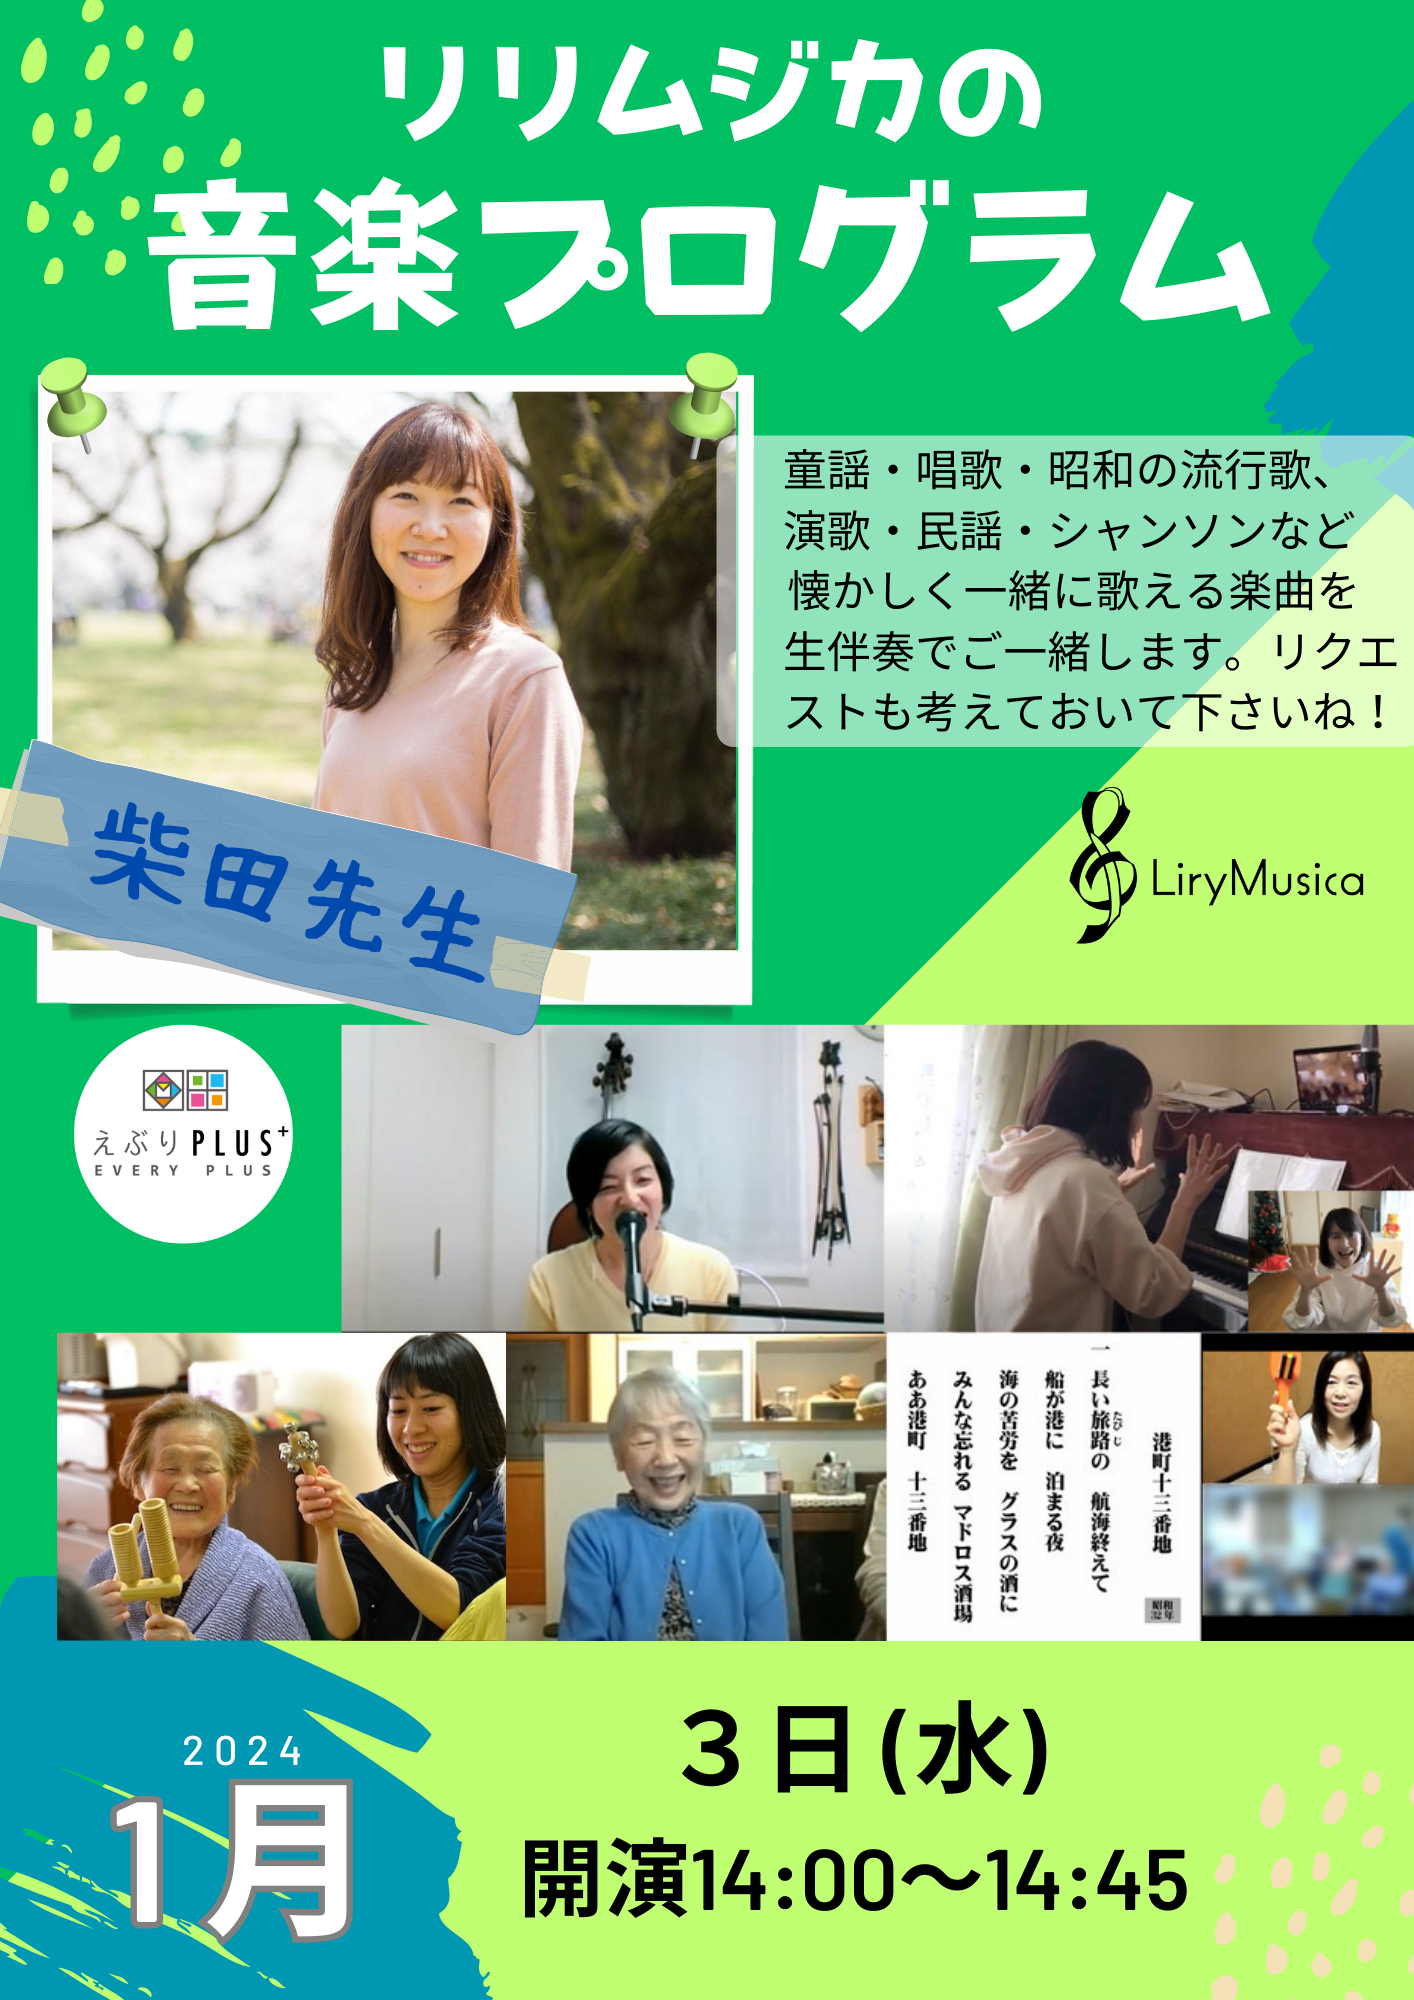 リリムジカの
音楽プログラム
童謡・唱歌・昭和の流行歌、
演歌・民謡・シャンソンなど
懐かしく一緒に歌える楽曲を
生伴奏でご一緒します。リクエ
ストも考えておいて下さいね！
柴田先生
LiryMusica
えぶりPLUS+
EVERY PLUS
港町十三番地
昭和32年
一 長い旅路の 航海終えて
たびじ
船が港に 泊まる夜
海の苦労を グラスの酒に
みんな忘れる マドロス酒場
ああ港町 十三番地
2024
1月
３日(水)
開演14:00～14:45